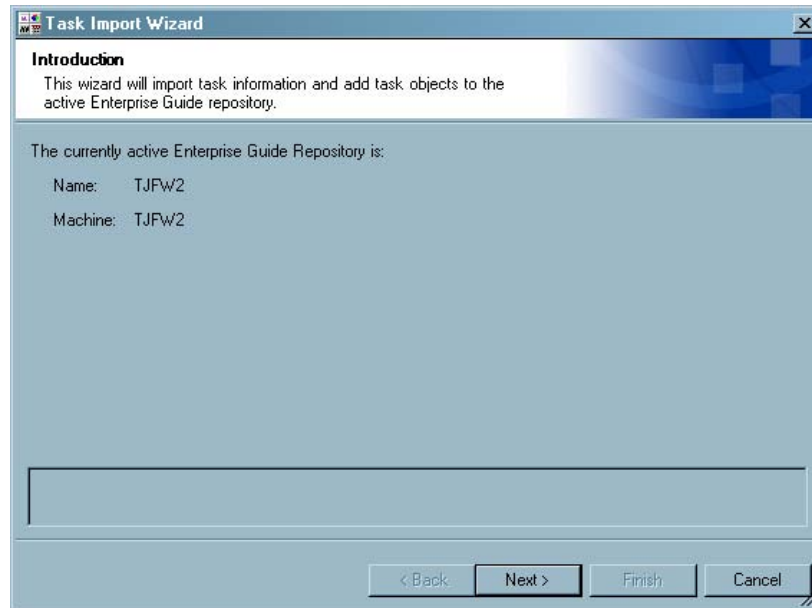 Task Import Wizard
Introduction
This wizard will import task information and add task objects to the
active Enterprise Guide repository.
The currently active Enterprise Guide Repository is:
Name: TJFW2
Machine: TJFW2
< Back Next > Finish Cancel